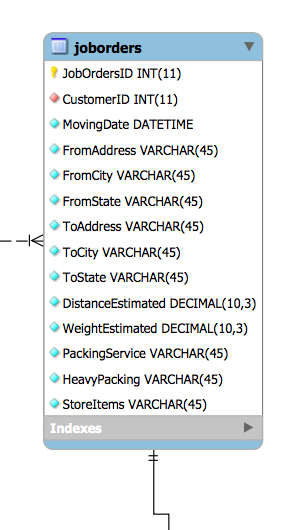 joborders
JobOrdersID INT(11)
CustomerID INT(11)
MovingDate DATETIME
FromAddress VARCHAR(45)
FromCity VARCHAR(45)
FromState VARCHAR(45)
ToAddress VARCHAR(45)
ToCity VARCHAR(45)
ToState VARCHAR(45)
DistanceEstimated DECIMAL(10,3)
WeightEstimated DECIMAL(10,3)
PackingService VARCHAR(45)
HeavyPacking VARCHAR(45)
StoreItems VARCHAR(45)
Indexes